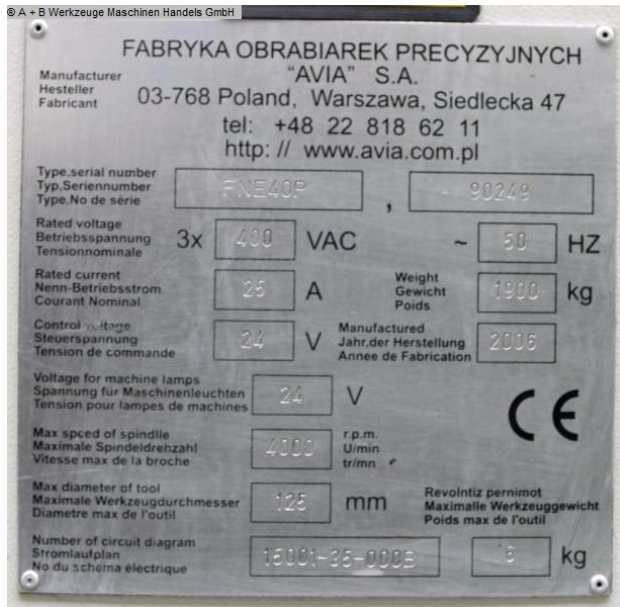 ® A + B Werkzeuge Maschinen Handels GmbH
FABRYKA OBRABIAREK PRECYZYJNYCH
Manufacturer
Hesteller
Fabricant
"AVIA" S.A.
03-768 Poland, Warszawa, Siedlecka 47
tel: +48 22 818 62 11
http: // www.avia.com.pl
Type,serial number
Typ,Seriennumber
Type,No de série
FNE40P , 90249
Rated voltage
Betriebsspannung
Tensionnominale
3x 400 VAC ~ 50 HZ
Rated current
Nenn-Betriebsstrom
Courant Nominal
25 A
Weight
Gewicht
Poids
1900 kg
Control voltage
Steuerspannung
Tension de commande
24 V
Manufactured
Jahr,der Herstellung
Annee de Fabrication
2006
Voltage for machine lamps
Spannung für Maschinenleuchten
Tension pour lampes de machines
24 V
CE
Max speed of spindlle
Maximale Spindeldrehzahl
Vitesse max de la broche
4000
r.p.m.
U/min
tr/mn
Max diameter of tool
Maximale Werkzeugdurchmesser
Diametre max de l'outil
125 mm
Revolntiz pernimot
Maximalle Werkzeuggewicht
Poids max de l'outil
Number of circuit diagram
Stromlaufplan
No du schema électrique
15001-35-000B
kg